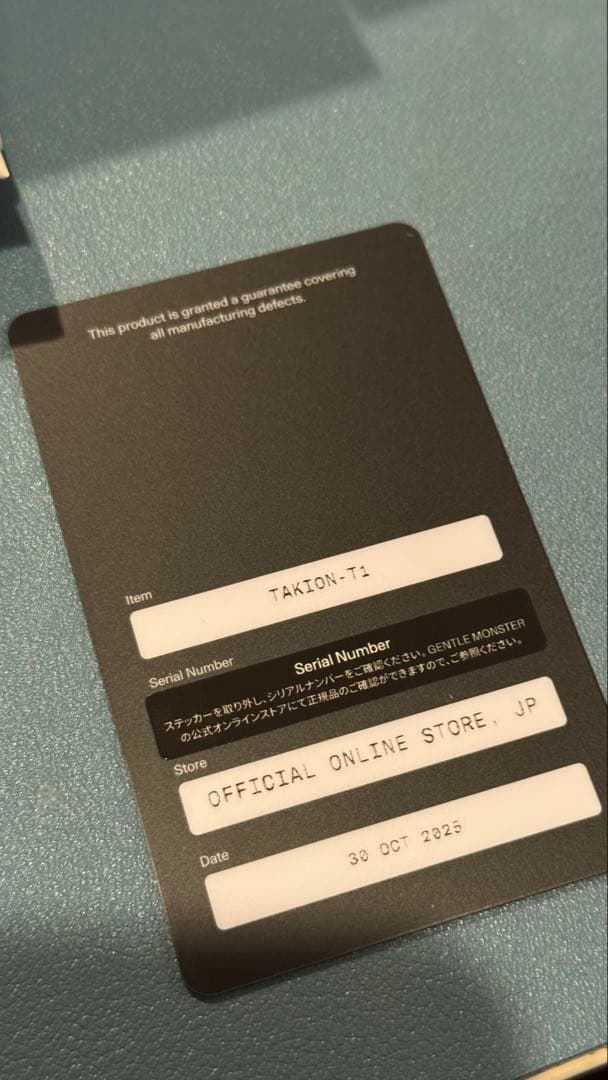 This product is granted a guarantee covering
all manufacturing defects.
Item
TAKION-T1
Serial Number
Serial Number
ステッカーを取り外し、シリアルナンバーをご確認ください。GENTLE MONSTER
の公式オンラインストアにて正規品のご確認ができますので、ご参照ください。
Store
OFFICIAL ONLINE STORE, JP
Date
30 OCT 2025